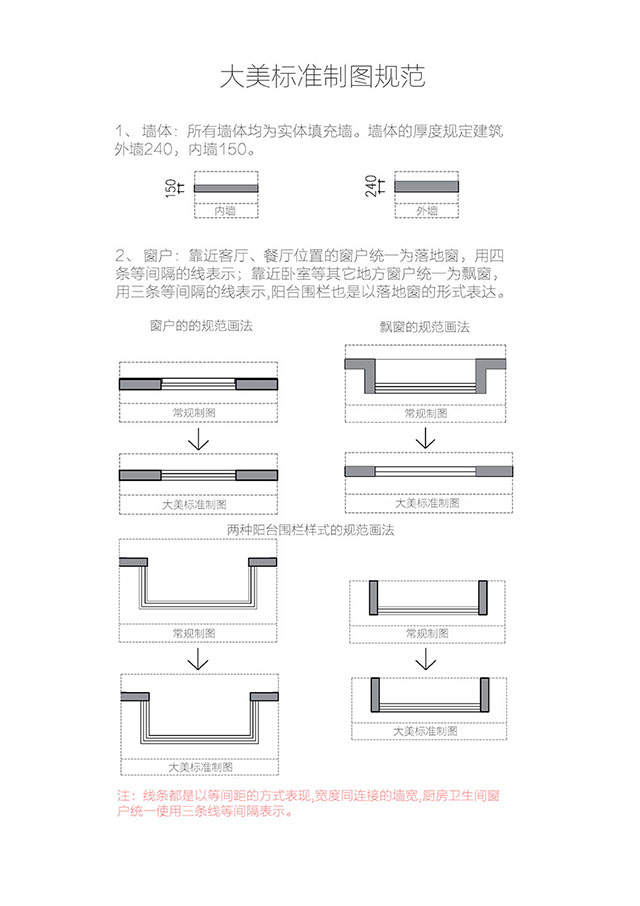 大美标准制图规范
1、 墙体：所有墙体均为实体填充墙。墙体的厚度规定建筑
外墙240，内墙150。
150
240
内墙
外墙
2、 窗户：靠近客厅、餐厅位置的窗户统一为落地窗，用四
条等间隔的线表示；靠近卧室等其它地方窗户统一为飘窗，
用三条等间隔的线表示,阳台围栏也是以落地窗的形式表达。
窗户的的规范画法
飘窗的规范画法
常规制图
常规制图
大美标准制图
大美标准制图
两种阳台围栏样式的规范画法
常规制图
常规制图
大美标准制图
大美标准制图
注：线条都是以等间距的方式表现,宽度同连接的墙宽,厨房卫生间窗
户统一使用三条线等间隔表示。